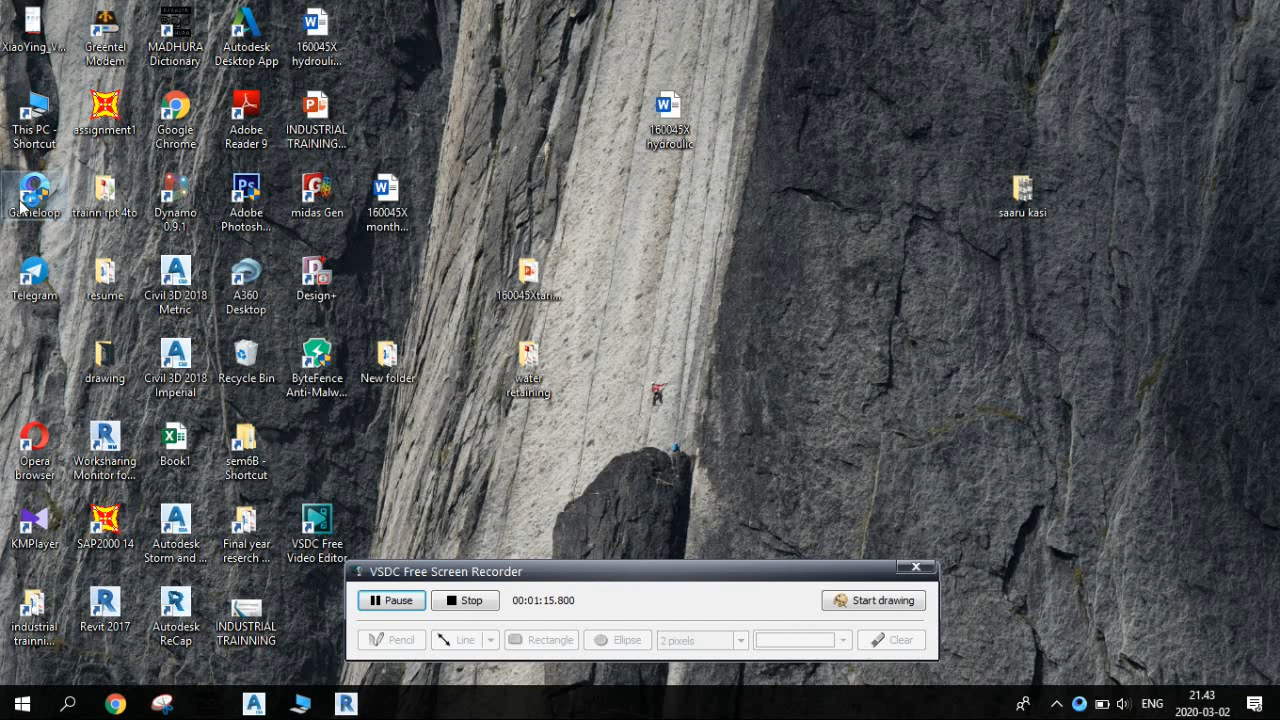 XiaoYing_V...
Greentel
Modem
MADHURA
Dictionary
Autodesk
Desktop App
160045X
hydrouli...
This PC -
Shortcut
assignment1
Google
Chrome
Adobe
Reader 9
INDUSTRIAL
TRAINING...
160045X
hydroulic
Gameloop
trainn rpt 4to
Dynamo
0.9.1
Adobe
Photosh...
midas Gen
160045X
month...
saaru kasi
Telegram
resume
Civil 3D 2018
Metric
A360
Desktop
Design+
160045Xtari...
drawing
Civil 3D 2018
Imperial
Recycle Bin
ByteFence
Anti-Malw...
New folder
water
retaining
Opera
browser
Worksharing
Monitor fo...
Book1
sem6B -
Shortcut
KMPlayer
SAP2000 14
Autodesk
Storm and ...
Final year
reserch ...
VSDC Free
Video Editor
industrial
trainni...
Revit 2017
Autodesk
ReCap
INDUSTRIAL
TRAINNING
VSDC Free Screen Recorder
Pause
Stop
00:01:15.800
Start drawing
Pencil
Line
Rectangle
Ellipse
2 pixels
Clear
ENG
21.43
2020-03-02